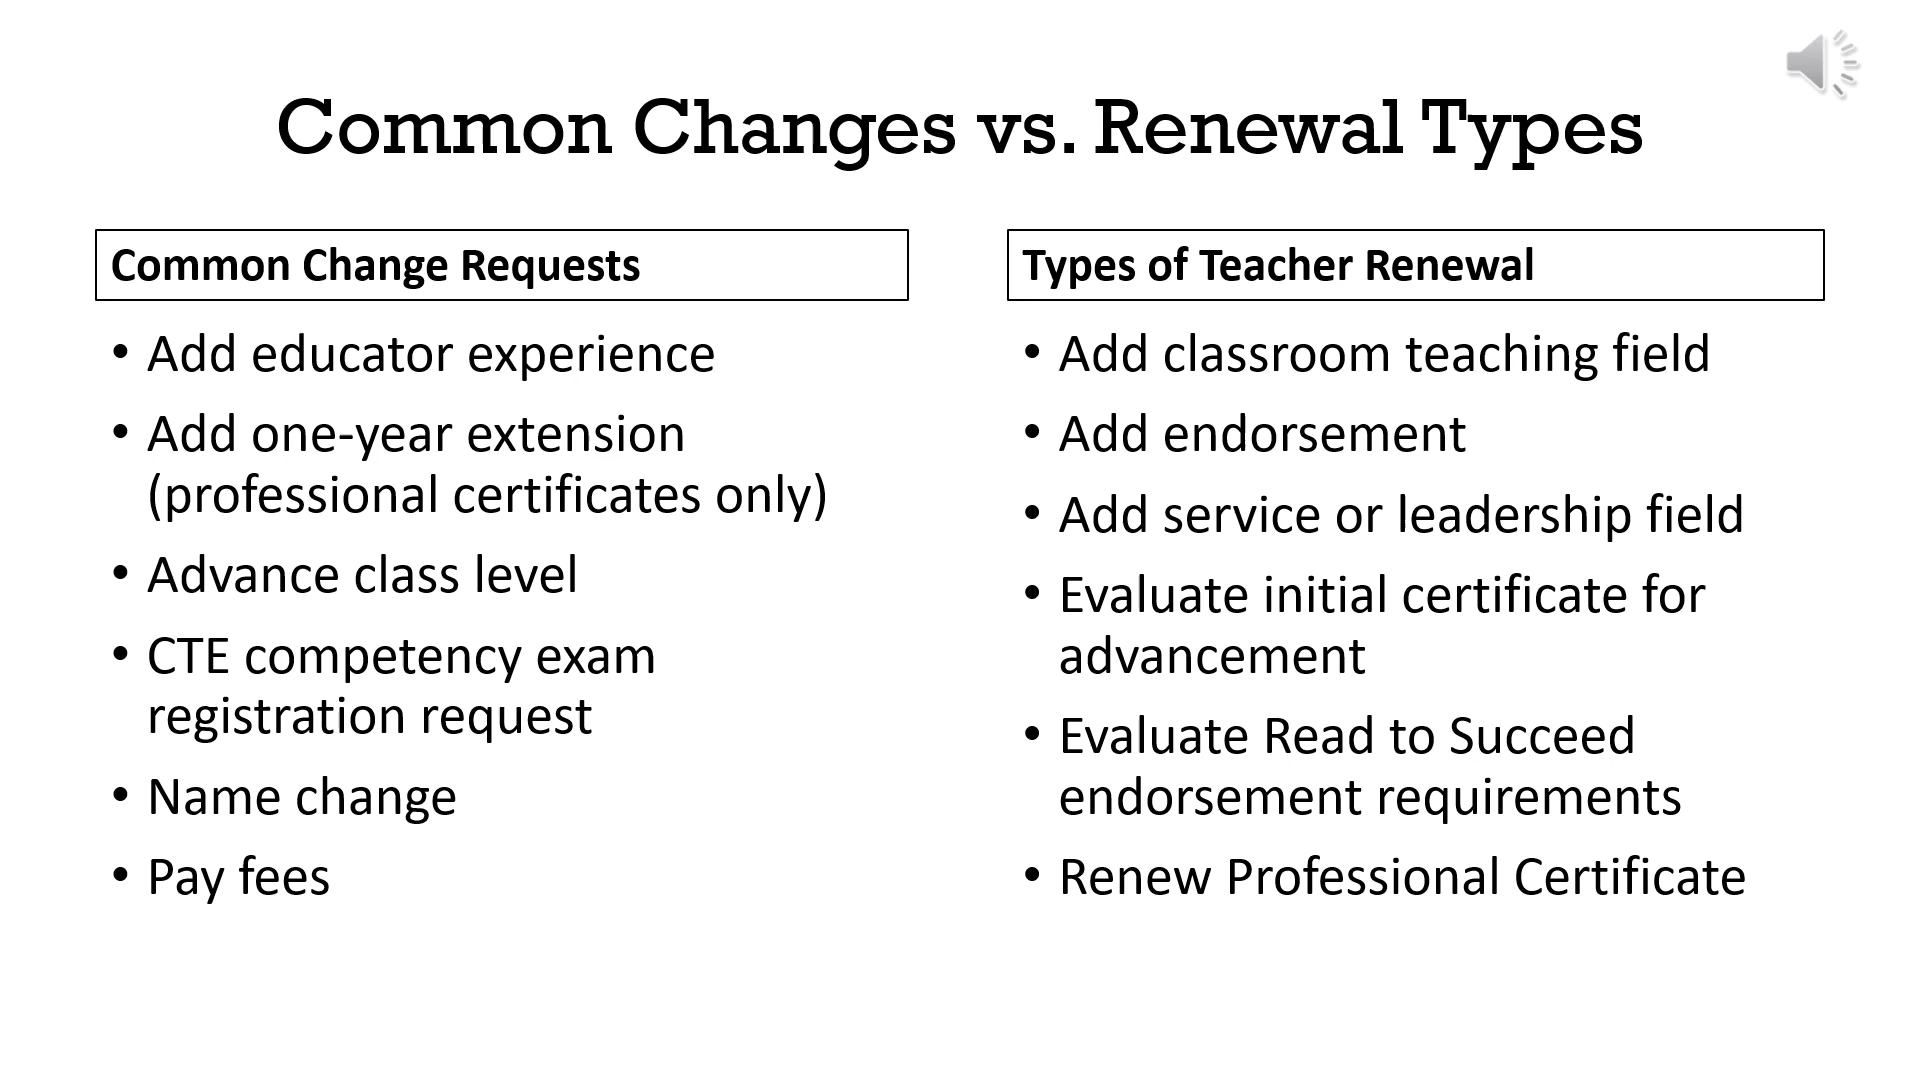 Common Changes vs. Renewal Types
Common Change Requests
• Add educator experience
• Add one-year extension
(professional certificates only)
• Advance class level
• CTE competency exam
registration request
• Name change
• Pay fees
Types of Teacher Renewal
• Add classroom teaching field
• Add endorsement
• Add service or leadership field
• Evaluate initial certificate for
advancement
• Evaluate Read to Succeed
endorsement requirements
• Renew Professional Certificate